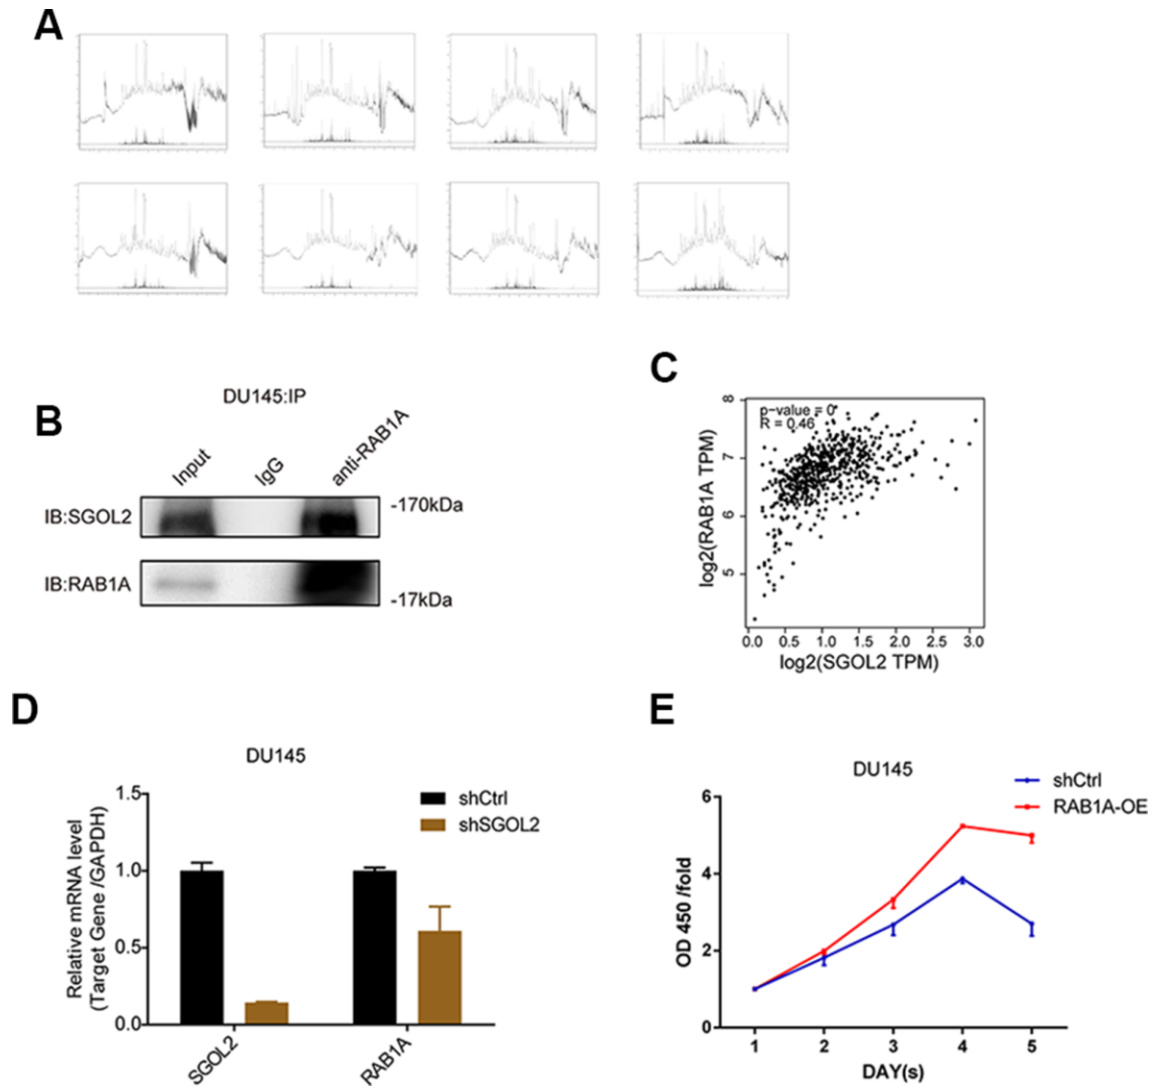 A
B
DU145:IP
Input
IgG
anti-RAB1A
IB:SGOL2
-170kDa
IB:RAB1A
-17kDa
C
p-value = 0
R = 0.46
log2(RAB1A TPM)
8
7
6
5
0.0 0.5 1.0 1.5 2.0 2.5 3.0
log2(SGOL2 TPM)
D
DU145
shCtrl
shSGOL2
Relative mRNA level
(Target Gene /GAPDH)
1.5
1.0
0.5
0.0
SGOL2
RAB1A
E
DU145
shCtrl
RAB1A-OE
OD 450 /fold
6
4
2
0
1 2 3 4 5
DAY(s)